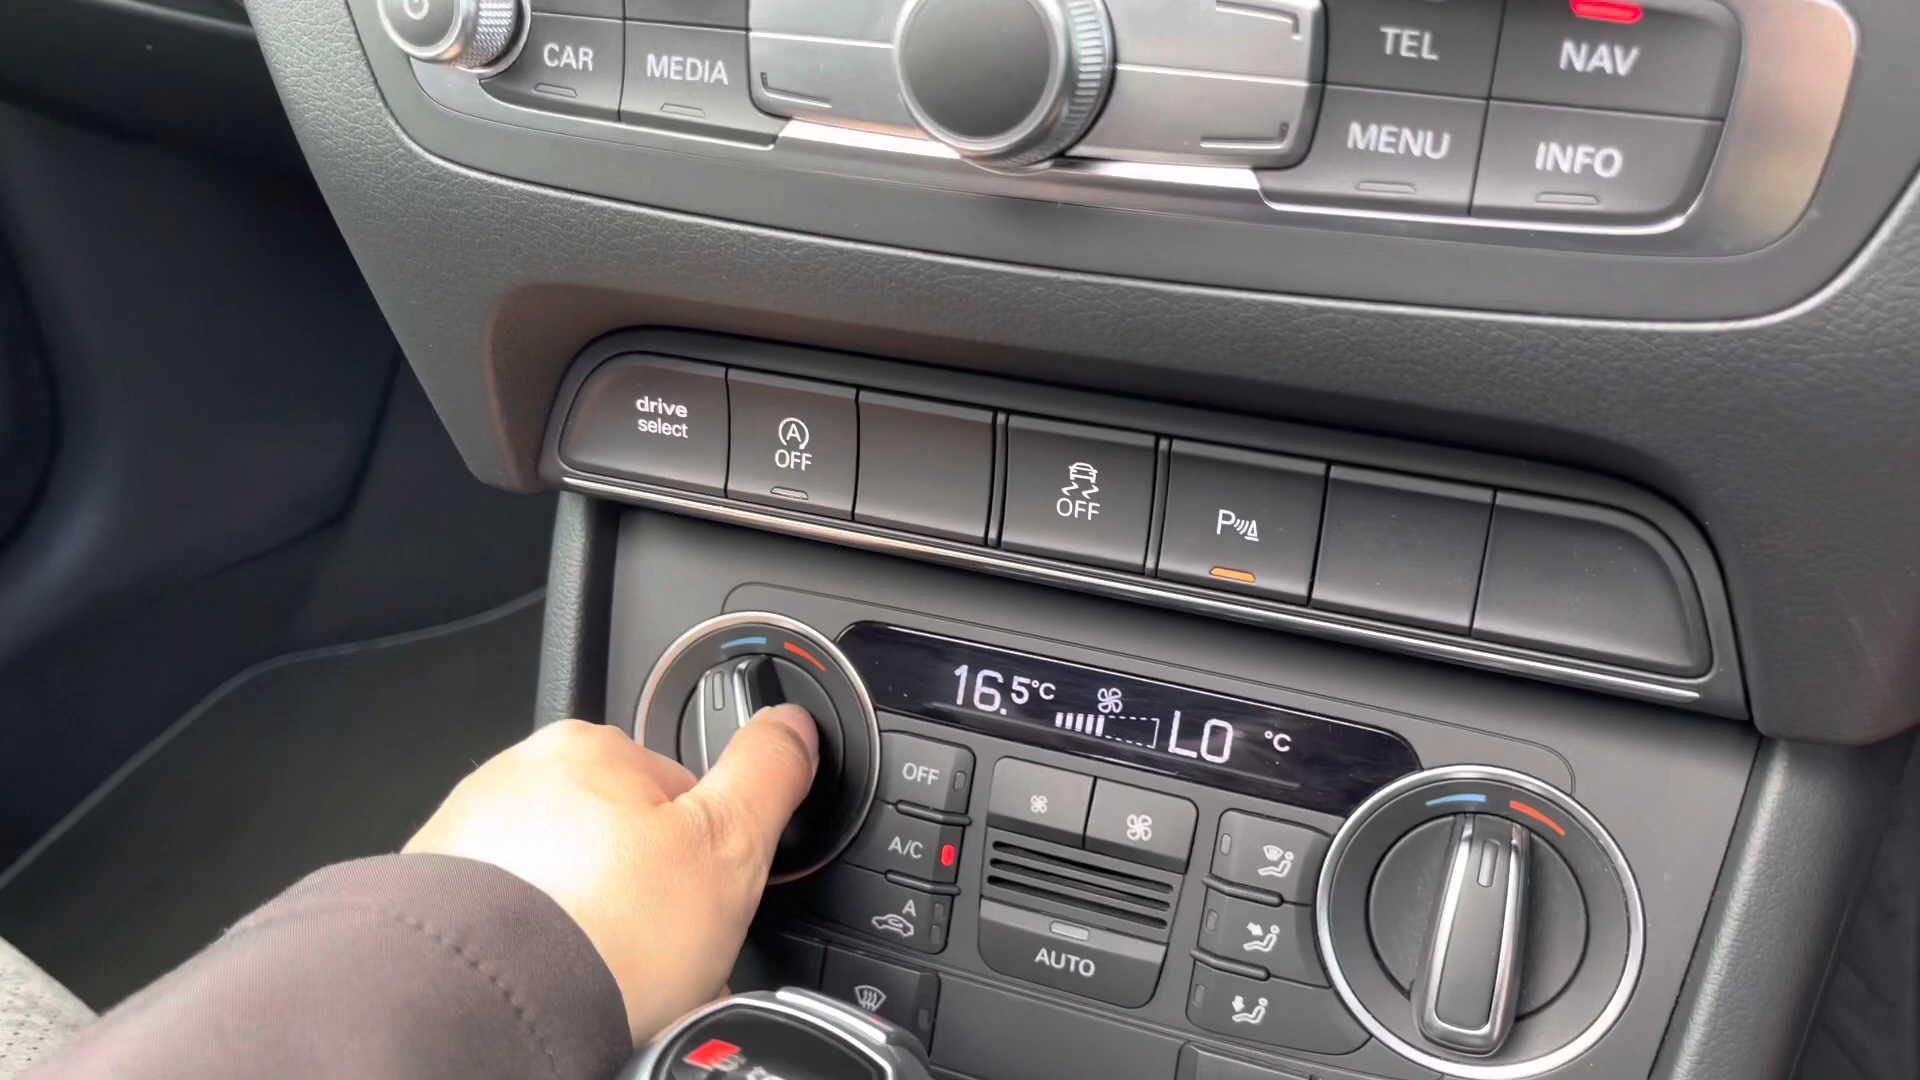 CAR
MEDIA
TEL
NAV
MENU
INFO
drive
select
A
OFF
OFF
P
16.5°C
LO °C
OFF
A/C
A
AUTO